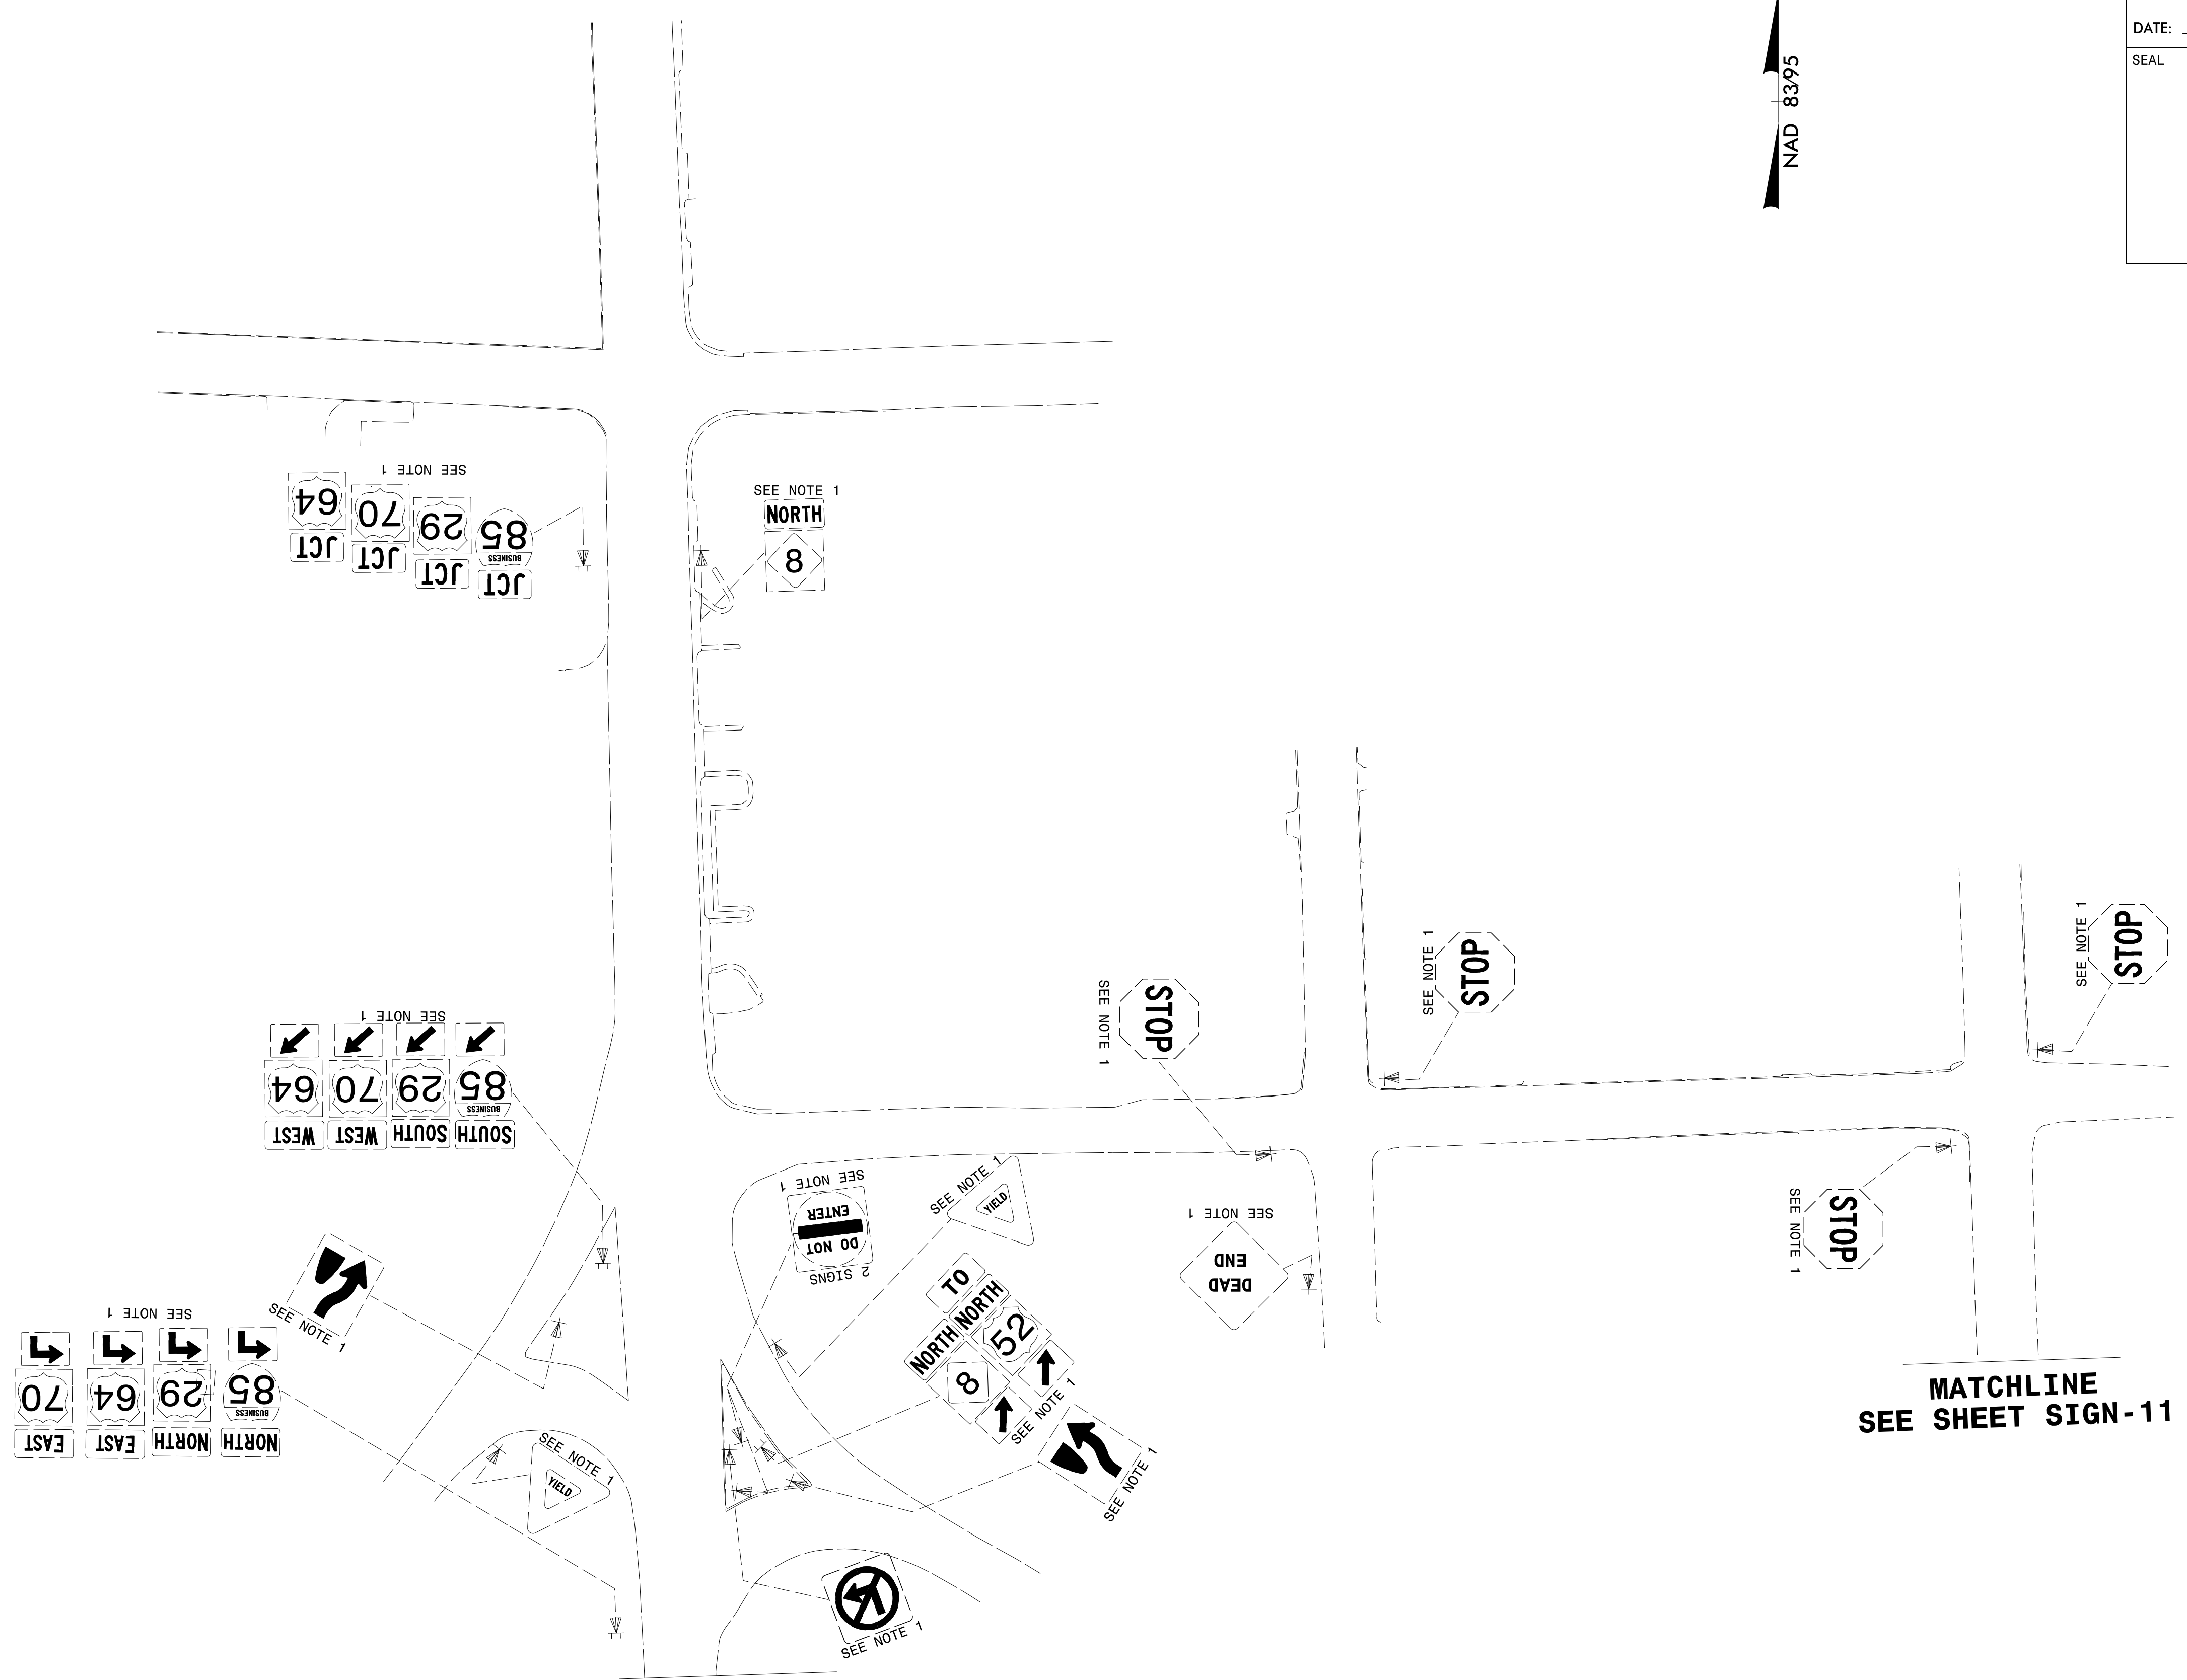 DATE:
SEAL
NAD 83/95
SEE NOTE 1
64
70
29
85
BUSINESS
JCT
JCT
JCT
JCT
SEE NOTE 1
NORTH
8
SEE NOTE 1
STOP
SEE NOTE 1
STOP
SEE NOTE 1
STOP
SEE NOTE 1
64
70
29
85
BUSINESS
WEST
WEST
SOUTH
SOUTH
SEE NOTE 1
DO NOT
ENTER
2 SIGNS
SEE NOTE 1
YIELD
SEE NOTE 1
DEAD
END
SEE NOTE 1
STOP
SEE NOTE 1
TO
NORTH
NORTH
52
8
SEE NOTE 1
SEE NOTE 1
SEE NOTE 1
70
64
29
85
BUSINESS
EAST
EAST
NORTH
NORTH
SEE NOTE 1
YIELD
SEE NOTE 1
MATCHLINE
SEE SHEET SIGN-11